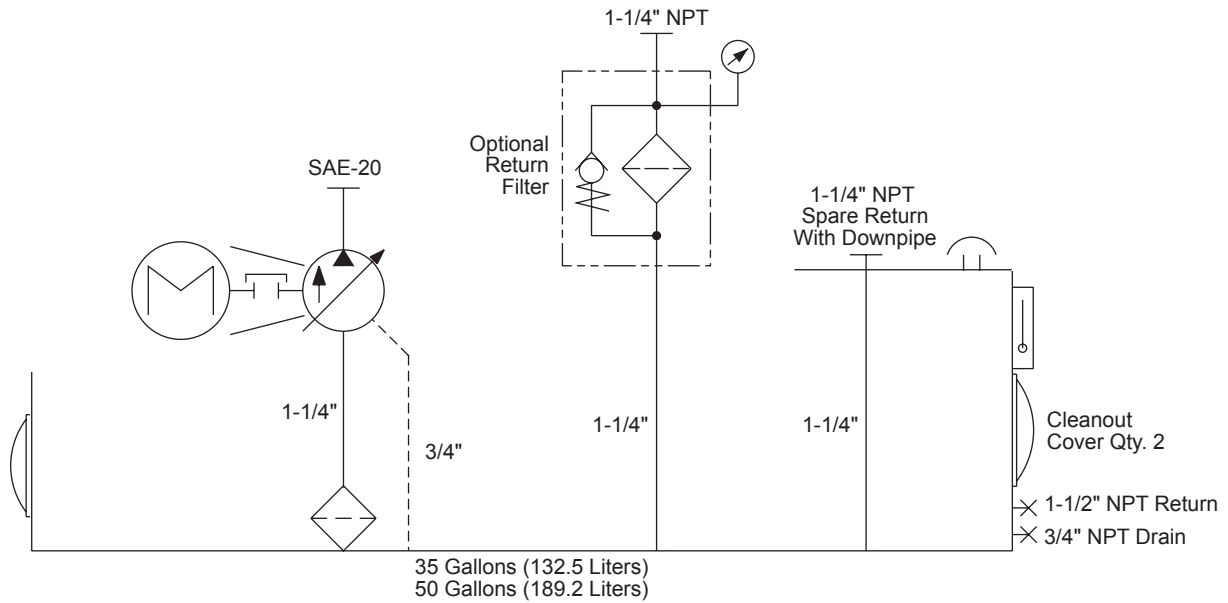 1-1/4" NPT
Optional
Return
Filter
SAE-20
1-1/4" NPT
Spare Return
With Downpipe
M
1-1/4"
3/4"
1-1/4"
1-1/4"
Cleanout
Cover Qty. 2
1-1/2" NPT Return
3/4" NPT Drain
35 Gallons (132.5 Liters)
50 Gallons (189.2 Liters)